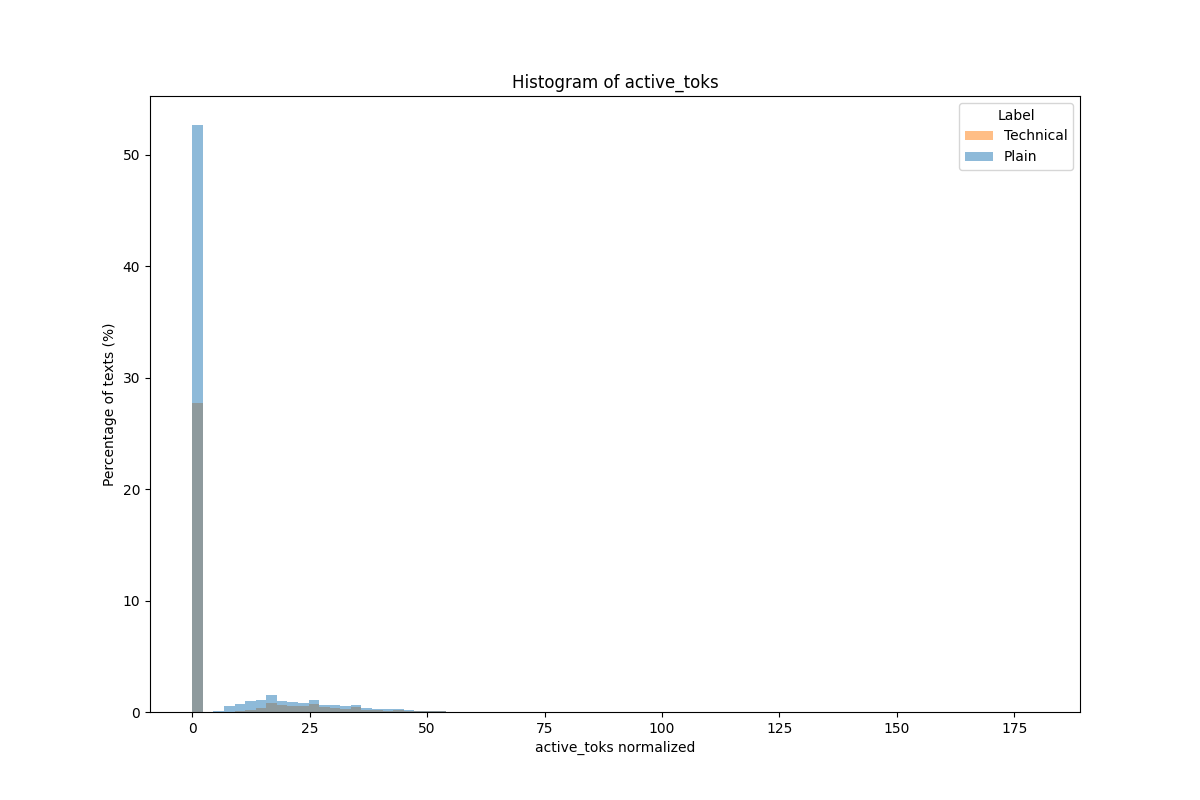 Histogram of active_toks
Label
Technical
Plain
Percentage of texts (%)
50
40
30
20
10
0
0 25 50 75 100 125 150 175
active_toks normalized